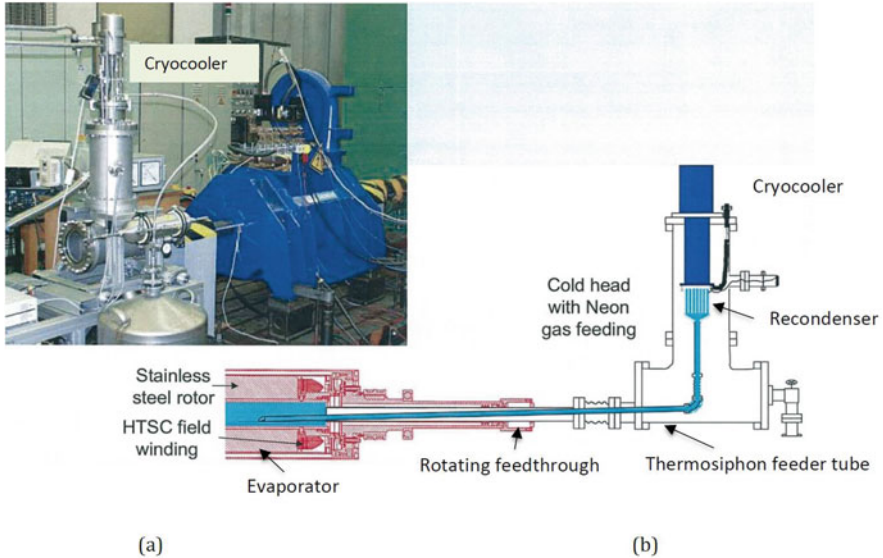 Cryocooler
Cryocooler
Cold head
with Neon
gas feeding
Recondenser
Stainless
steel rotor
HTSC field
winding
Evaporator
Rotating feedthrough
Thermosiphon feeder tube
(a)
(b)